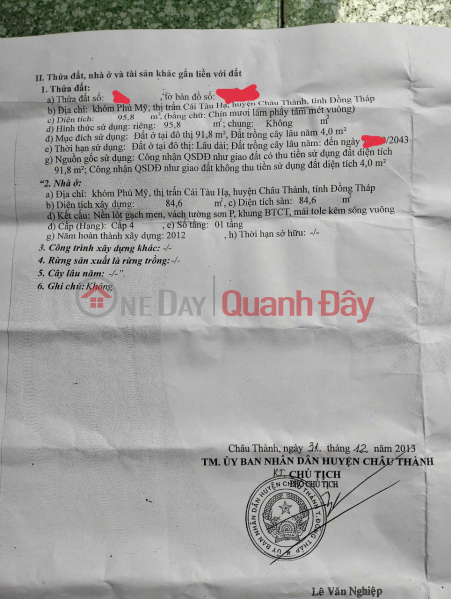 II. Thửa đất, nhà ở và tài sản khác gắn liền với đất
1. Thửa đất:
a) Thửa đất số: , tờ bản đồ số:
b) Địa chỉ: khóm Phú Mỹ, thị trấn Cái Tàu Hạ, huyện Châu Thành, tỉnh Đồng Tháp
c) Diện tích: 95,8 m², (bằng chữ: Chín mươi lăm phẩy tám mét vuông)
d) Hình thức sử dụng: riêng: 95,8 m²; chung: Không m²
đ) Mục đích sử dụng: Đất ở tại đô thị 91,8 m²; Đất trồng cây lâu năm 4,0 m²
e) Thời hạn sử dụng: Đất ở tại đô thị: Lâu dài; Đất trồng cây lâu năm: đến ngày /2043
g) Nguồn gốc sử dụng: Công nhận QSDĐ như giao đất có thu tiền sử dụng đất diện tích
91,8 m²; Công nhận QSDĐ như giao đất không thu tiền sử dụng đất diện tích 4,0 m²
"2. Nhà ở:
a) Địa chỉ: khóm Phú Mỹ, thị trấn Cái Tàu Hạ, huyện Châu Thành, tỉnh Đồng Tháp
b) Diện tích xây dựng: 84,6 m², c) Diện tích sàn: 84,6 m²
d) Kết cấu: Nền lót gạch men, vách tường sơn P, khung BTCT, mái tole kẽm sóng vuông
đ) Cấp (Hạng): Cấp 4 , e) Số tầng: 01 tầng
g) Năm hoàn thành xây dựng: 2012 , h) Thời hạn sở hữu: -/-
3. Công trình xây dựng khác: -/-
4. Rừng sản xuất là rừng trồng: -/-
5. Cây lâu năm: -/-".
6. Ghi chú: Không.
ONEDAY Quanh Đây
Châu Thành, ngày 31 tháng 12 năm 2013
TM. ỦY BAN NHÂN DÂN HUYỆN CHÂU THÀNH
KT. CHỦ TỊCH
PHÓ CHỦ TỊCH
ỦY BAN NHÂN DÂN HUYỆN CHÂU THÀNH T. ĐỒNG THÁP
Lê Văn Nghiệp